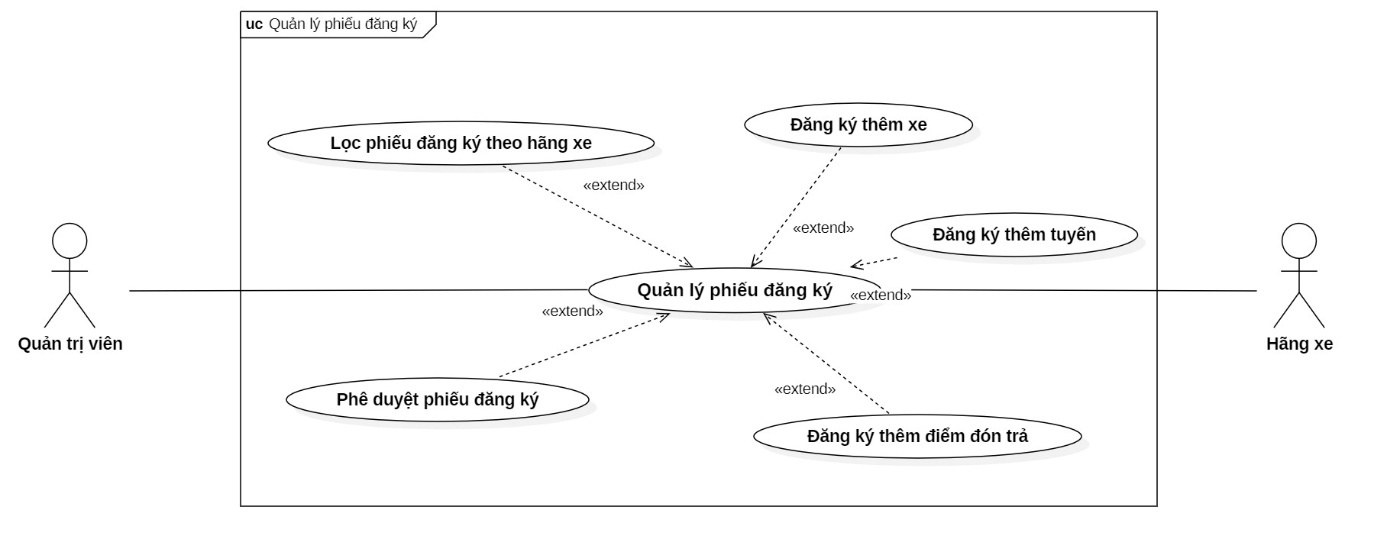 uc Quản lý phiếu đăng ký
Đăng ký thêm xe
Lọc phiếu đăng ký theo hãng xe
«extend»
«extend»
Đăng ký thêm tuyến
Quản lý phiếu đăng ký
«extend»
«extend»
Quản trị viên
Hãng xe
«extend»
Phê duyệt phiếu đăng ký
Đăng ký thêm điểm đón trả